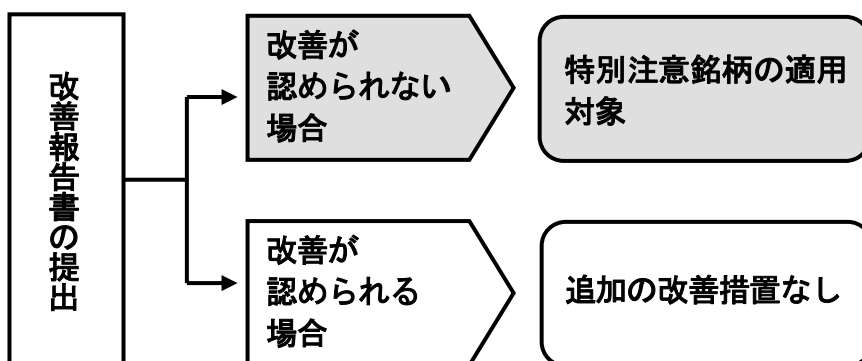 改善報告書の提出
改善が
認められない
場合
特別注意銘柄の適用
対象
改善が
認められる
場合
追加の改善措置なし